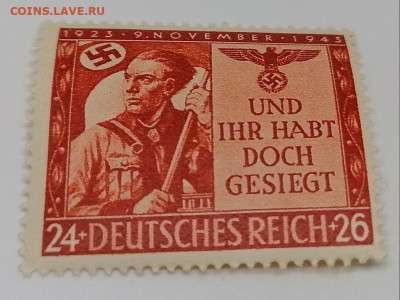 COINS.LAVE.RU
1923 · 9. NOVEMBER · 1943
UND
IHR HABT
DOCH
GESIEGT
24+DEUTSCHES REICH+26